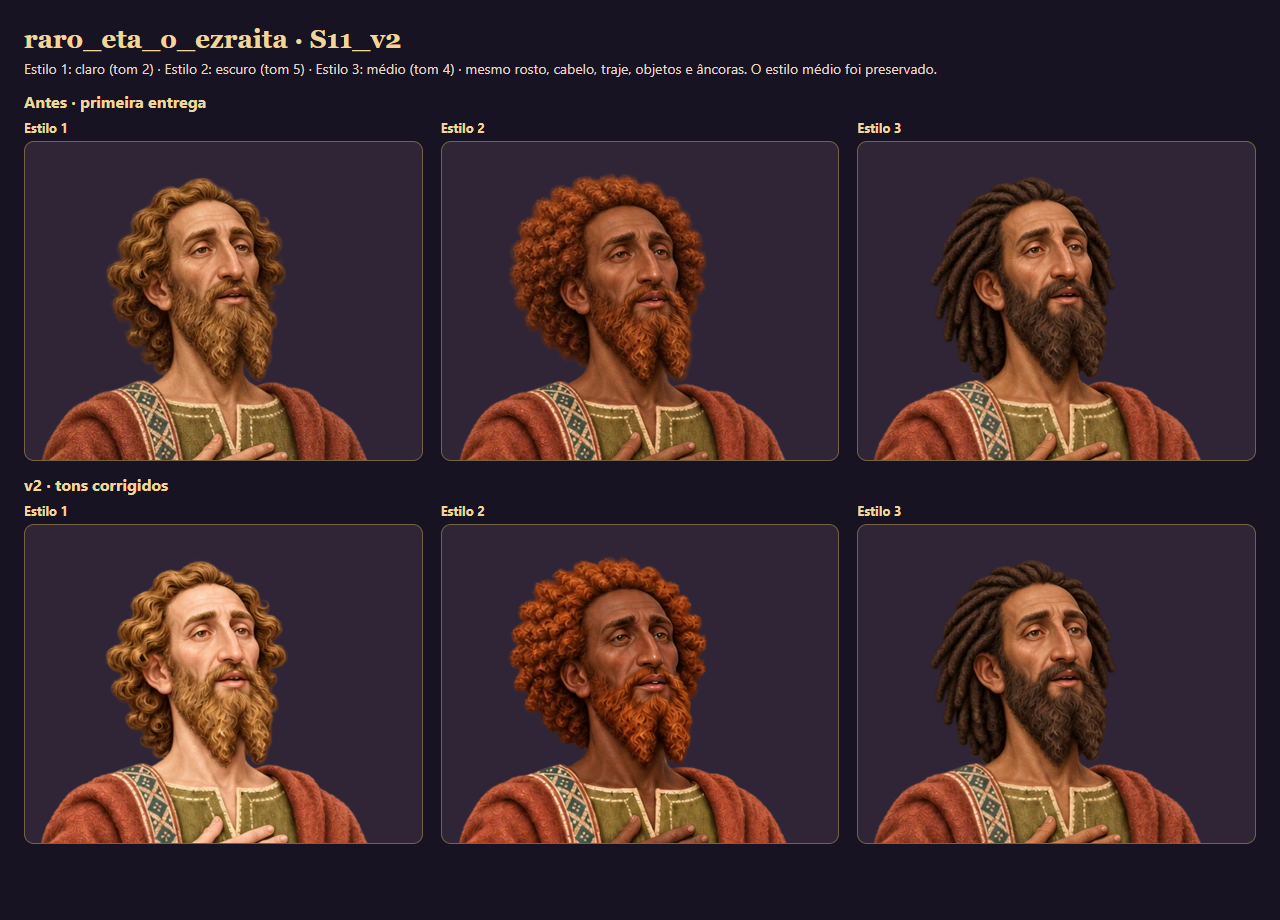 raro_eta_o_ezraita · S11_v2
Estilo 1: claro (tom 2) · Estilo 2: escuro (tom 5) · Estilo 3: médio (tom 4) · mesmo rosto, cabelo, traje, objetos e âncoras. O estilo médio foi preservado.
Antes · primeira entrega
Estilo 1
Estilo 2
Estilo 3
v2 · tons corrigidos
Estilo 1
Estilo 2
Estilo 3